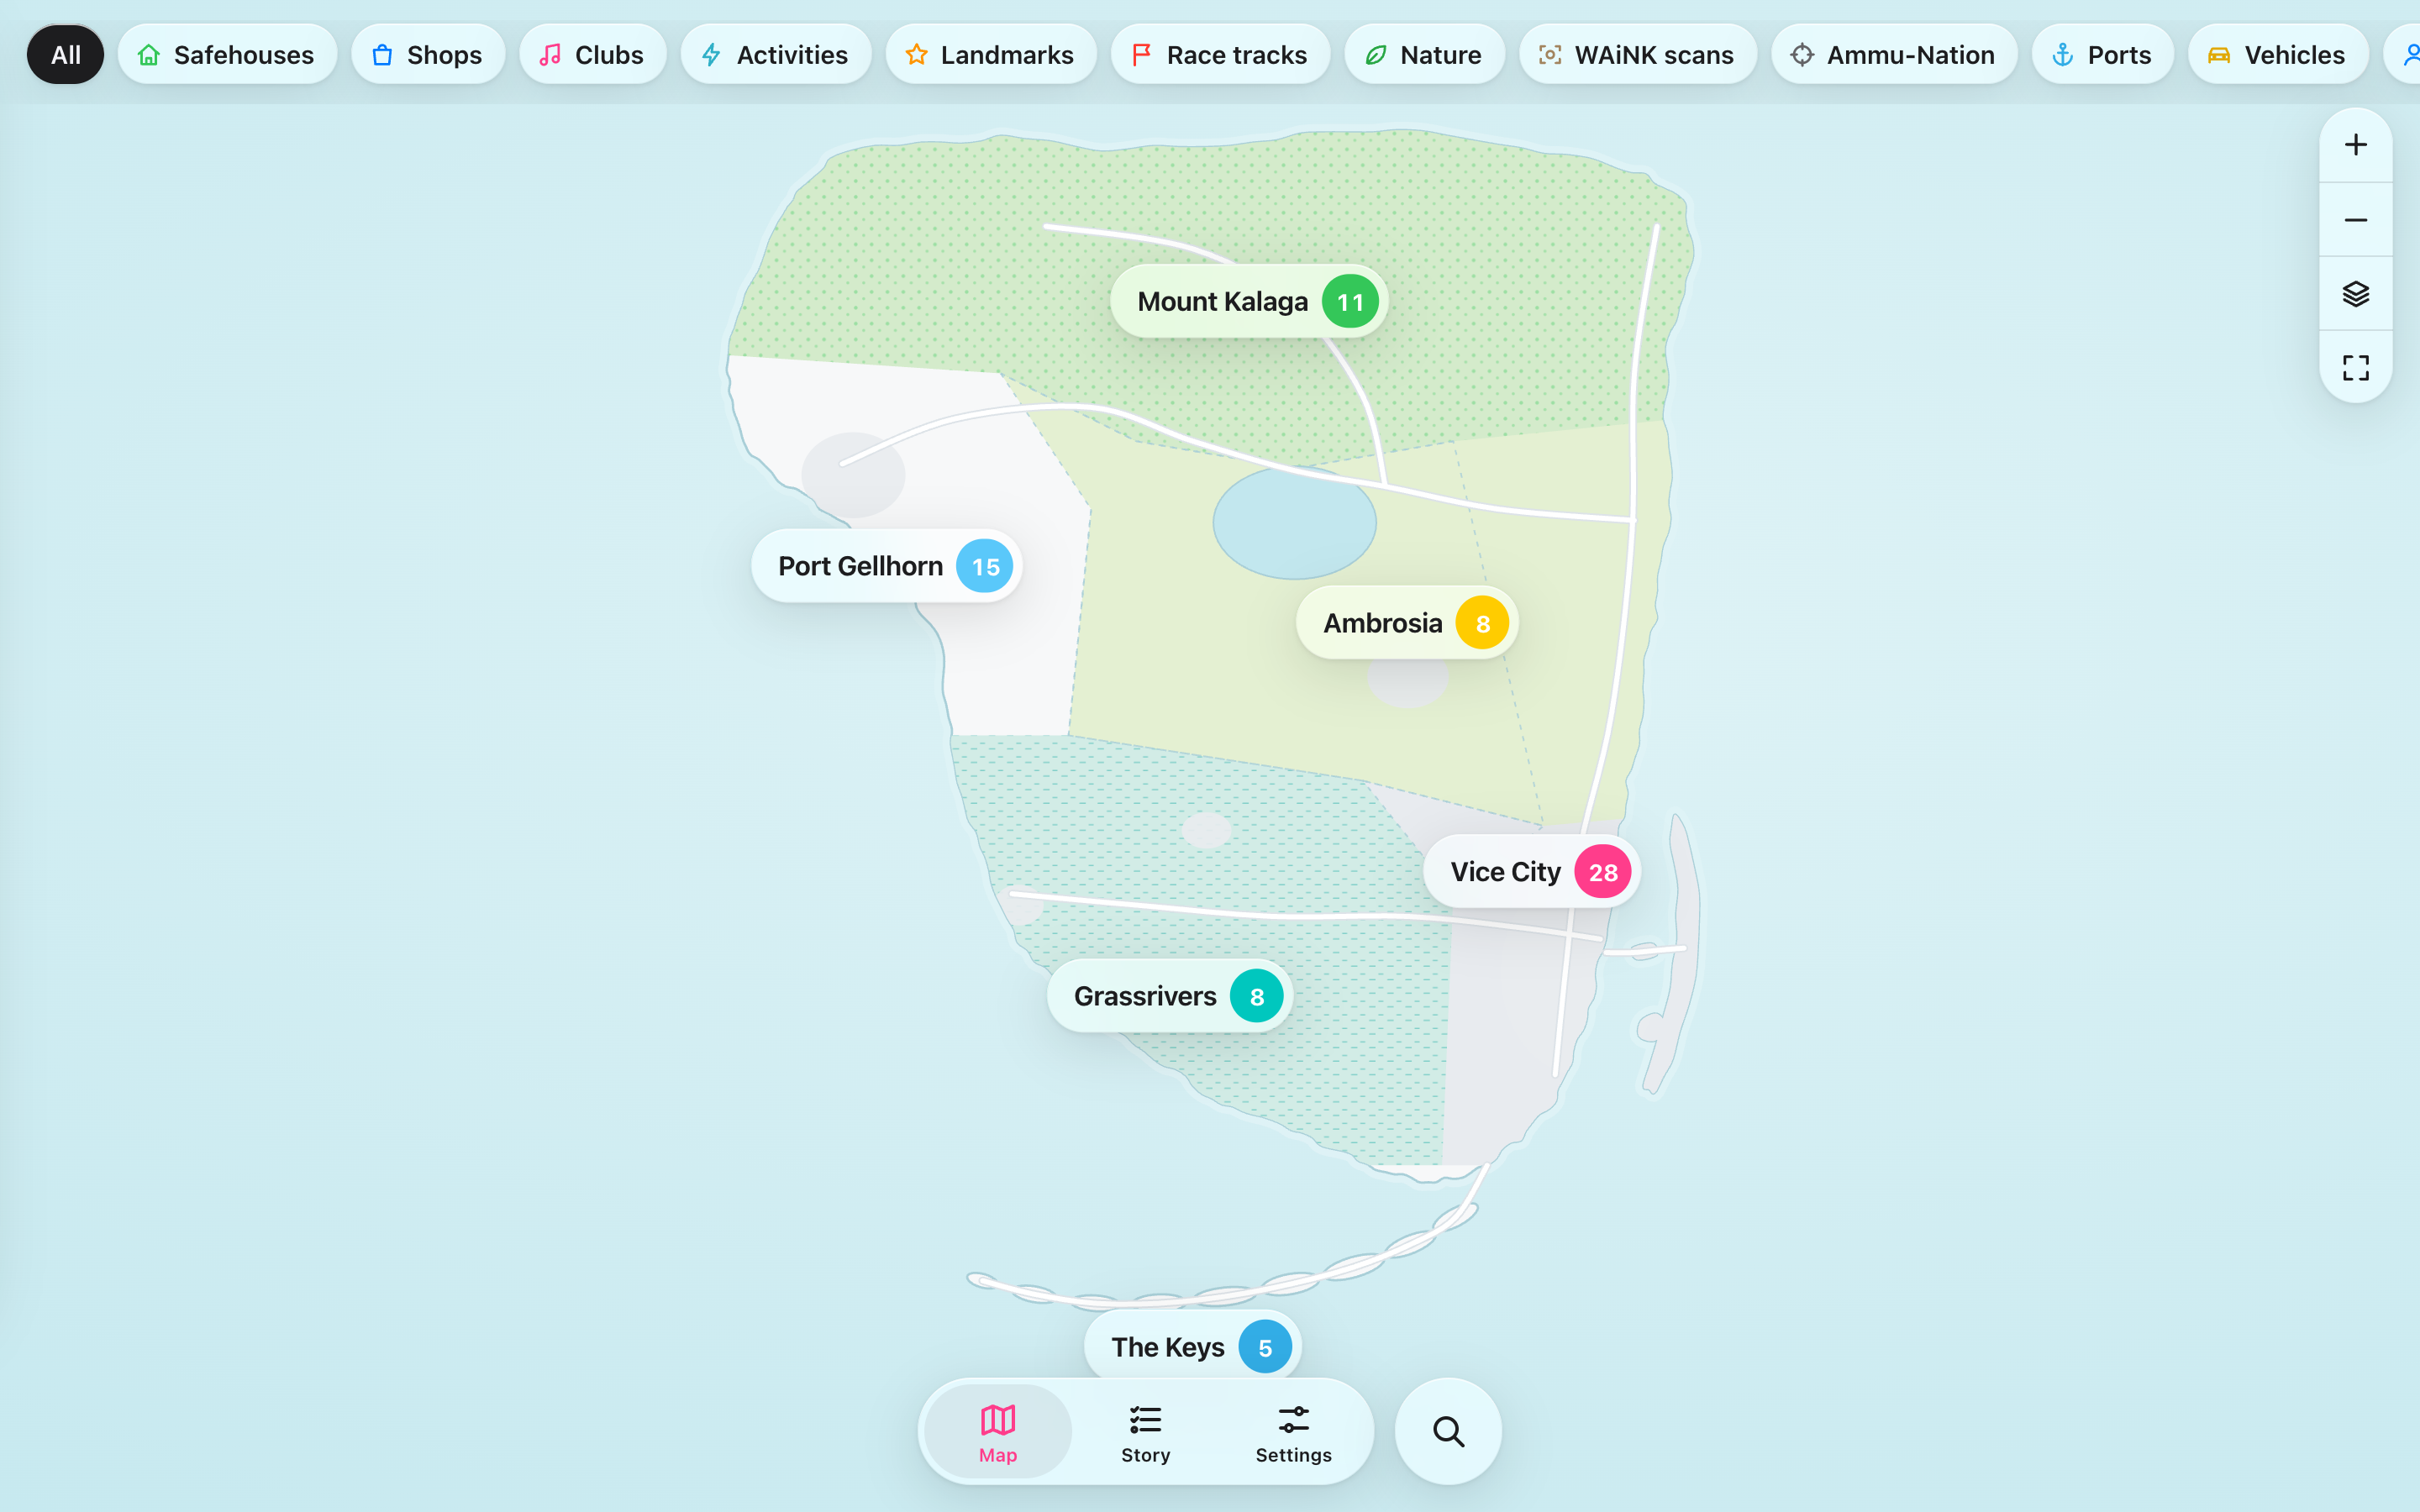 All
Safehouses
Shops
Clubs
Activities
Landmarks
Race tracks
Nature
WAiNK scans
Ammu-Nation
Ports
Vehicles
Mount Kalaga 11
Port Gellhorn 15
Ambrosia 8
Vice City 28
Grassrivers 8
The Keys 5
Map
Story
Settings